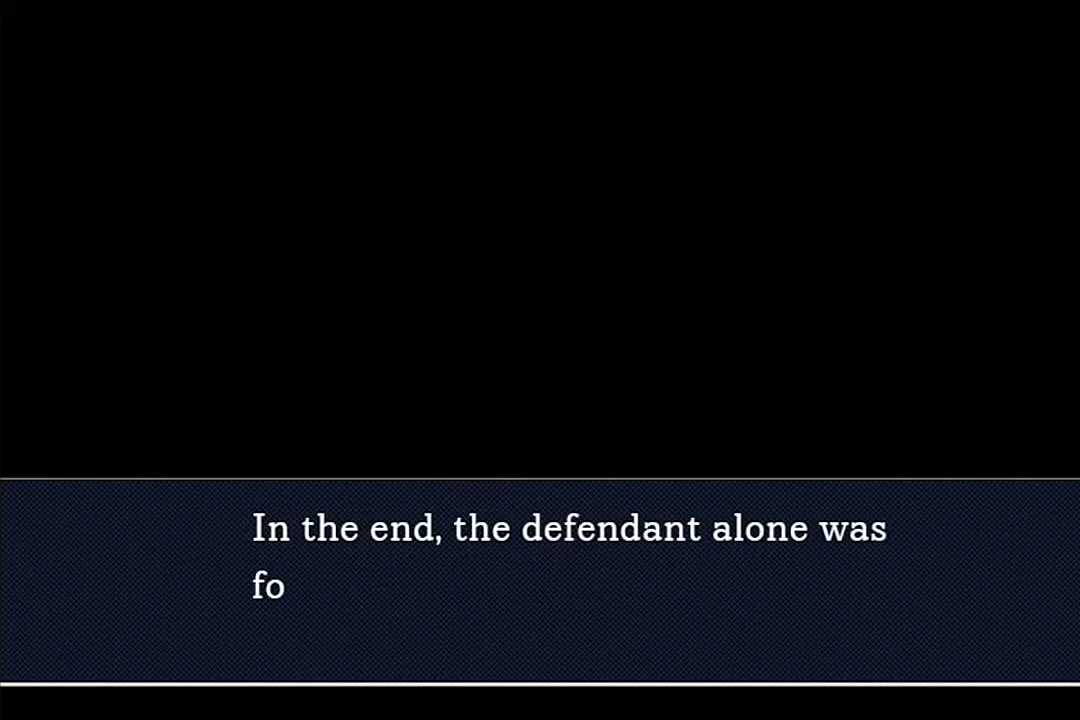 In the end, the defendant alone was
fo